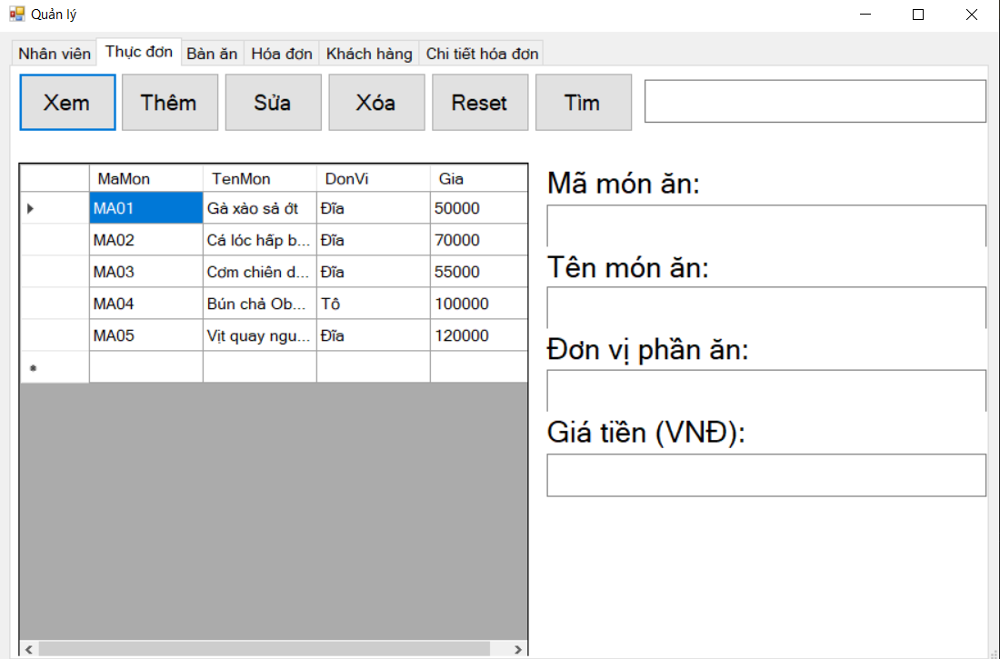 Quản lý
Nhân viên Thực đơn Bàn ăn Hóa đơn Khách hàng Chi tiết hóa đơn
Xem Thêm Sửa Xóa Reset Tìm
MaMon TenMon DonVi Gia
MA01 Gà xào sả ớt Đĩa 50000
MA02 Cá lóc hấp b... Đĩa 70000
MA03 Cơm chiên d... Đĩa 55000
MA04 Bún chả Ob... Tô 100000
MA05 Vịt quay ngu... Đĩa 120000
Mã món ăn:
Tên món ăn:
Đơn vị phần ăn:
Giá tiền (VNĐ):